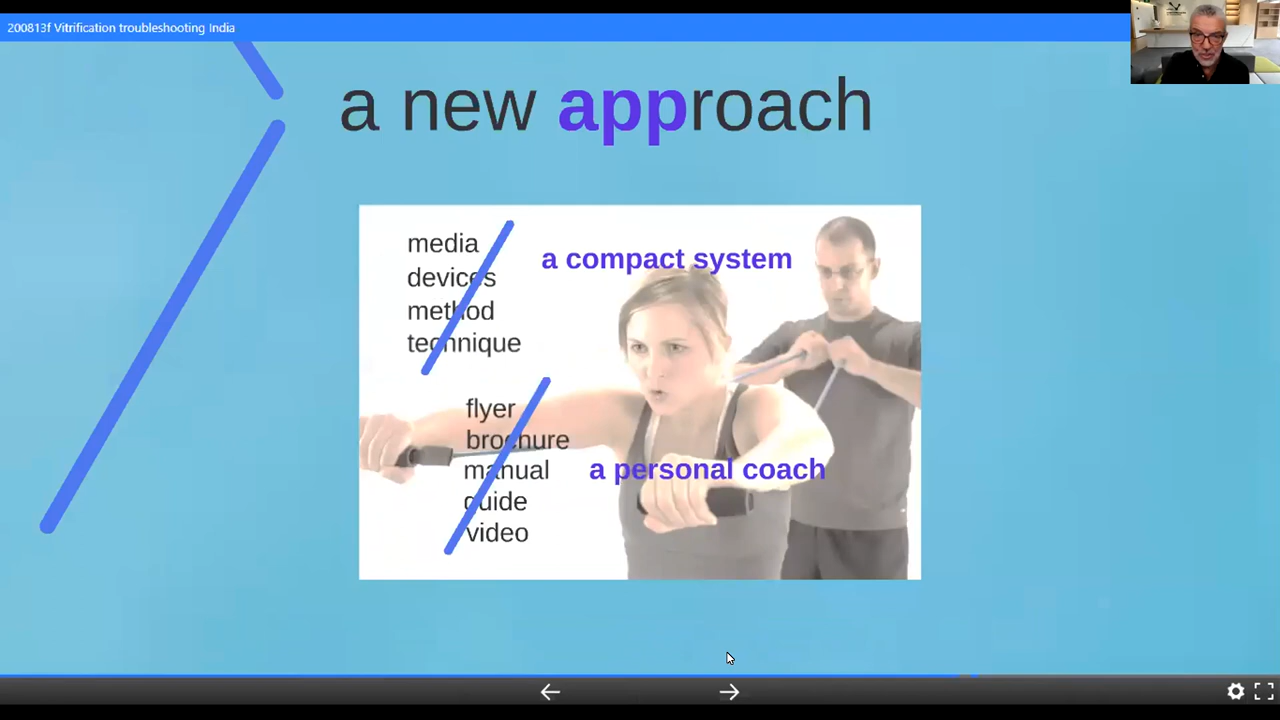 200813f Vitrification troubleshooting India
a new approach
media
devices
method
technique
a compact system
flyer
brochure
manual
guide
video
a personal coach